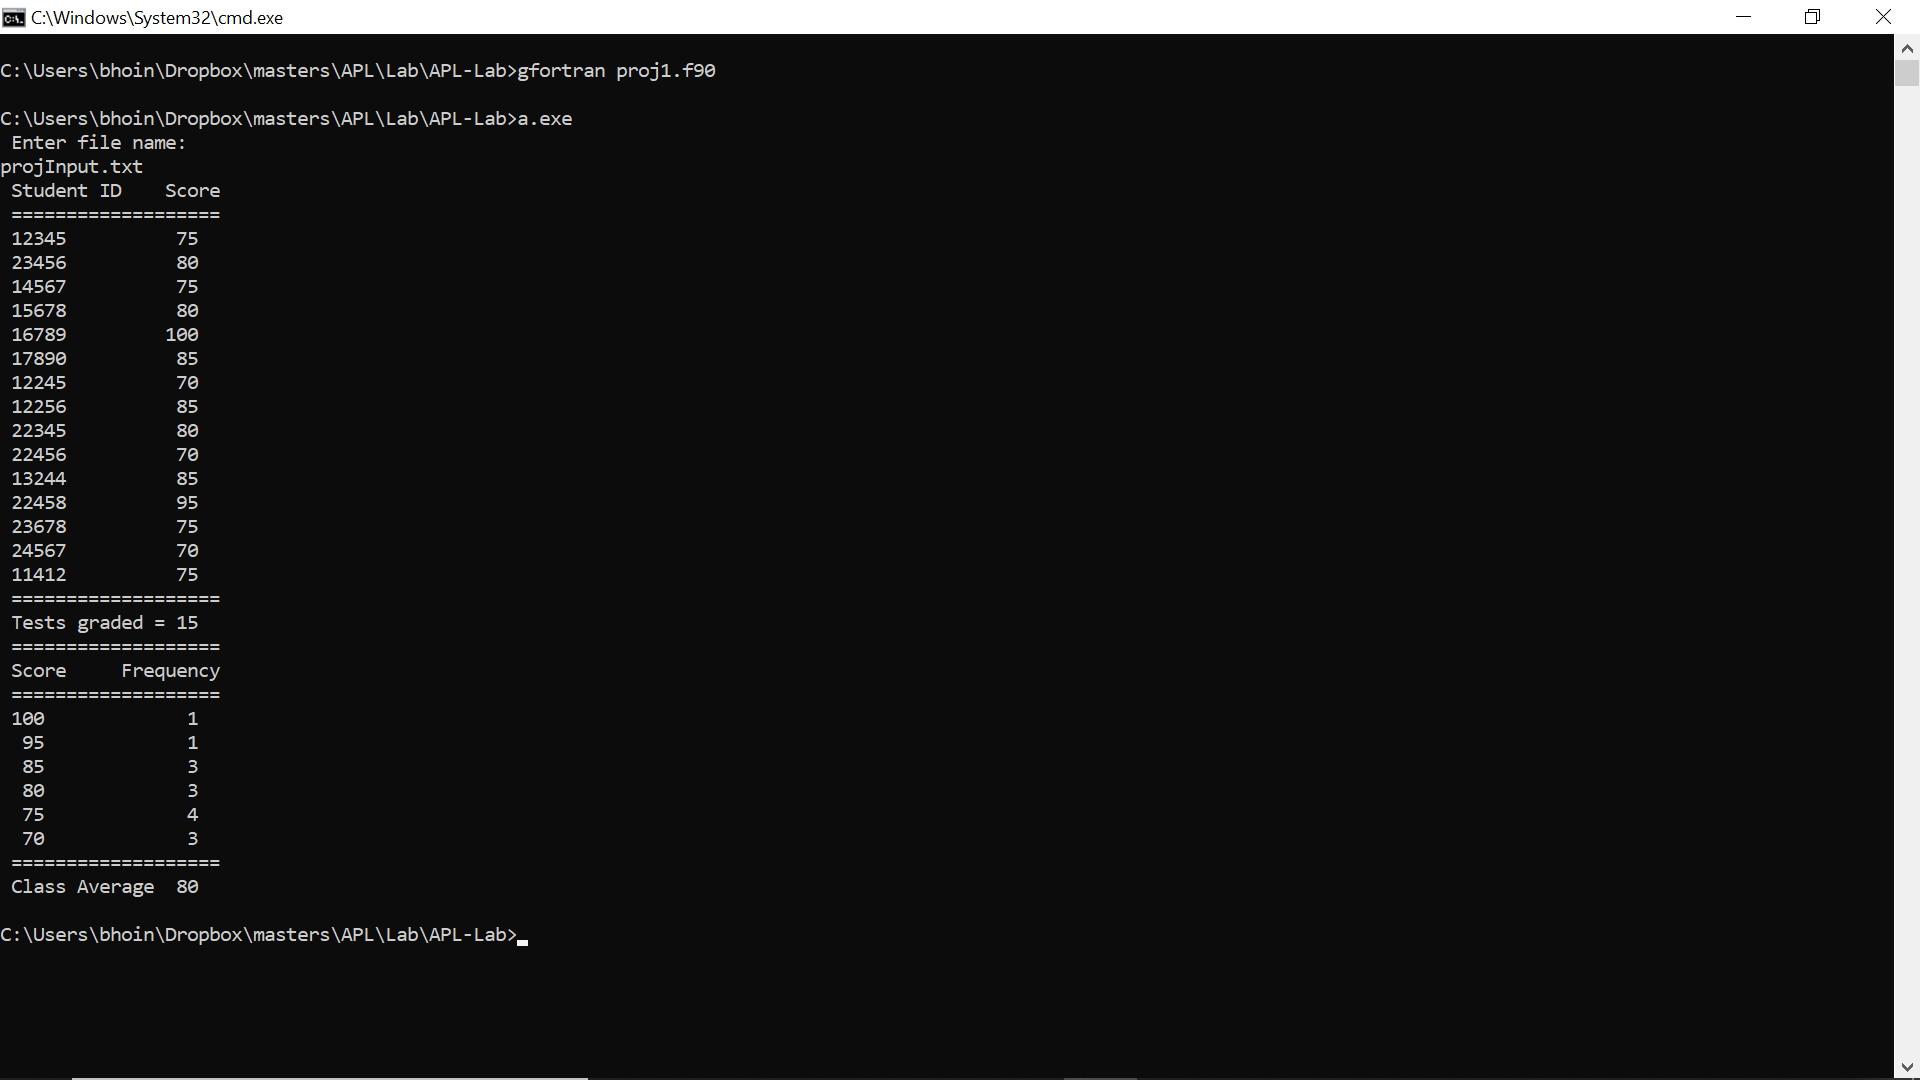 C:\Windows\System32\cmd.exe
C:\Users\bhoin\Dropbox\masters\APL\Lab\APL-Lab>gfortran proj1.f90
C:\Users\bhoin\Dropbox\masters\APL\Lab\APL-Lab>a.exe
Enter file name:
projInput.txt
Student ID    Score
===================
12345          75
23456          80
14567          75
15678          80
16789         100
17890          85
12245          70
12256          85
22345          80
22456          70
13244          85
22458          95
23678          75
24567          70
11412          75
===================
Tests graded = 15
===================
Score     Frequency
===================
100             1
 95             1
 85             3
 80             3
 75             4
 70             3
===================
Class Average  80
C:\Users\bhoin\Dropbox\masters\APL\Lab\APL-Lab>